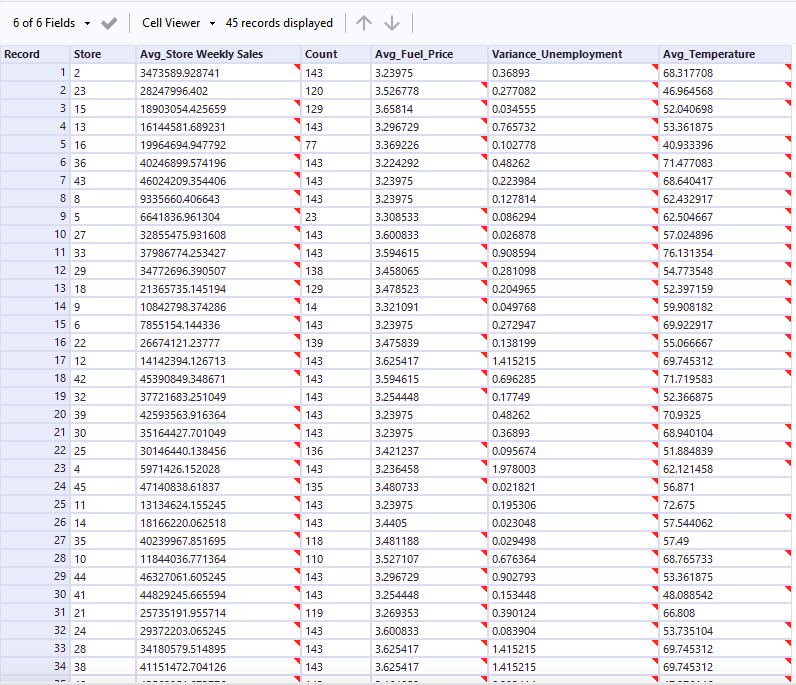 6 of 6 Fields Cell Viewer 45 records displayed
Record Store Avg_Store Weekly Sales Count Avg_Fuel_Price Variance_Unemployment Avg_Temperature
1 2 3473589.928741 143 3.23975 0.36893 68.317708
2 23 28247996.402 120 3.526778 0.277082 46.964568
3 15 18903054.425659 129 3.65814 0.034555 52.040698
4 13 16144581.689231 143 3.296729 0.765732 53.361875
5 16 19964694.947792 77 3.369226 0.102778 40.933396
6 36 40246899.574196 143 3.224292 0.48262 71.477083
7 43 46024209.354406 143 3.23975 0.223984 68.640417
8 8 9335660.406643 143 3.23975 0.127814 62.432917
9 5 6641836.961304 23 3.308533 0.086294 62.504667
10 27 32855475.931608 143 3.600833 0.026878 57.024896
11 33 37986774.253427 143 3.594615 0.908594 76.131354
12 29 34772696.390507 138 3.458065 0.281098 54.773548
13 18 21365735.145194 129 3.478523 0.204965 52.397159
14 9 10842798.374286 14 3.321091 0.049768 59.908182
15 6 7855154.144336 143 3.23975 0.272947 69.922917
16 22 26674121.23777 139 3.475839 0.138199 55.066667
17 12 14142394.126713 143 3.625417 1.415215 69.745312
18 42 45390849.348671 143 3.594615 0.696285 71.719583
19 32 37721683.251049 143 3.254448 0.17749 52.366875
20 39 42593563.916364 143 3.23975 0.48262 70.9325
21 30 35164427.701049 143 3.23975 0.36893 68.940104
22 25 30146440.138456 136 3.421237 0.095674 51.884839
23 4 5971426.152028 143 3.236458 1.978003 62.121458
24 45 47140838.61837 135 3.480733 0.021821 56.871
25 11 13134624.155245 143 3.23975 0.195306 72.675
26 14 18166220.062518 143 3.4405 0.023048 57.544062
27 35 40239967.851695 118 3.481188 0.029498 57.49
28 10 11844036.771364 110 3.527107 0.676364 68.765733
29 44 46327061.605245 143 3.296729 0.902793 53.361875
30 41 44829245.665594 143 3.254448 0.153448 48.088542
31 21 25735191.955714 119 3.269353 0.390124 66.808
32 24 29372203.065245 143 3.600833 0.083904 53.735104
33 28 34180579.514895 143 3.625417 1.415215 69.745312
34 38 41151472.704126 143 3.625417 1.415215 69.745312